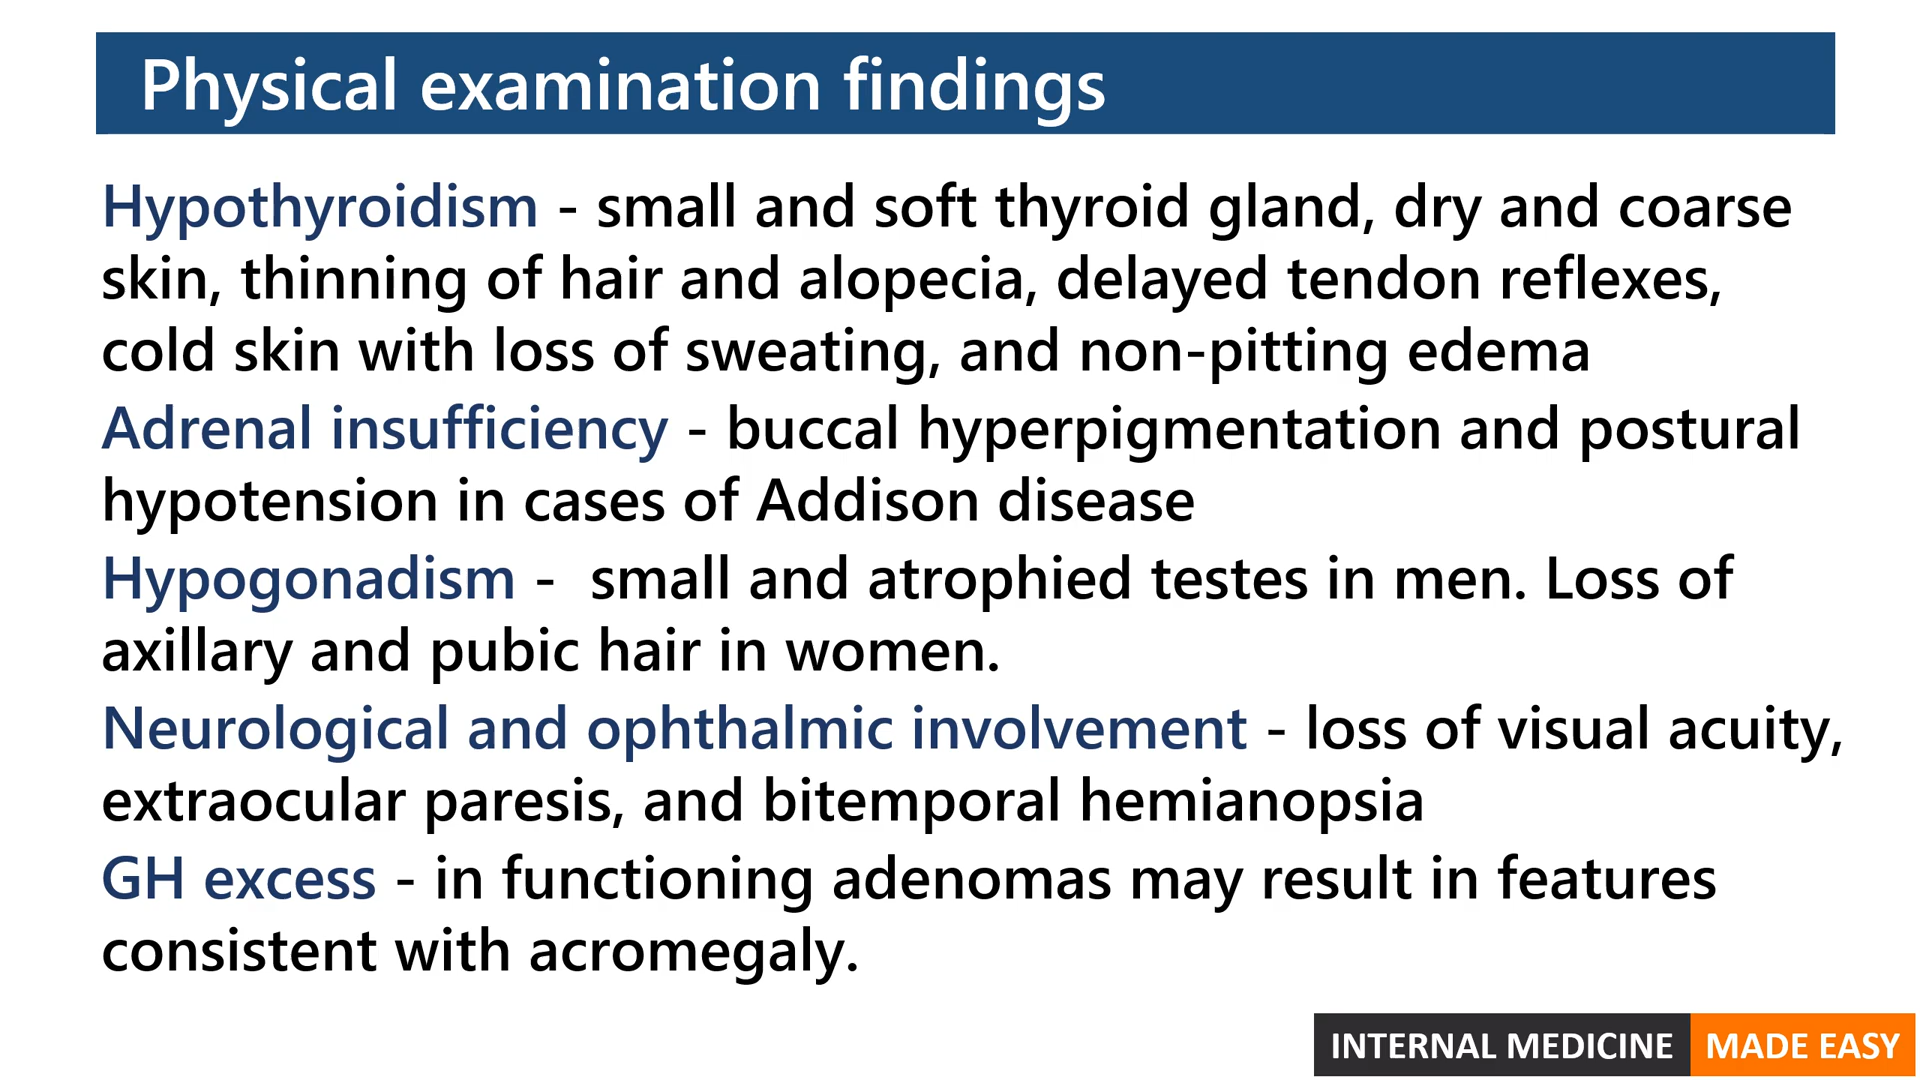 Physical examination findings
Hypothyroidism - small and soft thyroid gland, dry and coarse
skin, thinning of hair and alopecia, delayed tendon reflexes,
cold skin with loss of sweating, and non-pitting edema
Adrenal insufficiency - buccal hyperpigmentation and postural
hypotension in cases of Addison disease
Hypogonadism -  small and atrophied testes in men. Loss of
axillary and pubic hair in women.
Neurological and ophthalmic involvement - loss of visual acuity,
extraocular paresis, and bitemporal hemianopsia
GH excess - in functioning adenomas may result in features
consistent with acromegaly.
INTERNAL MEDICINE MADE EASY